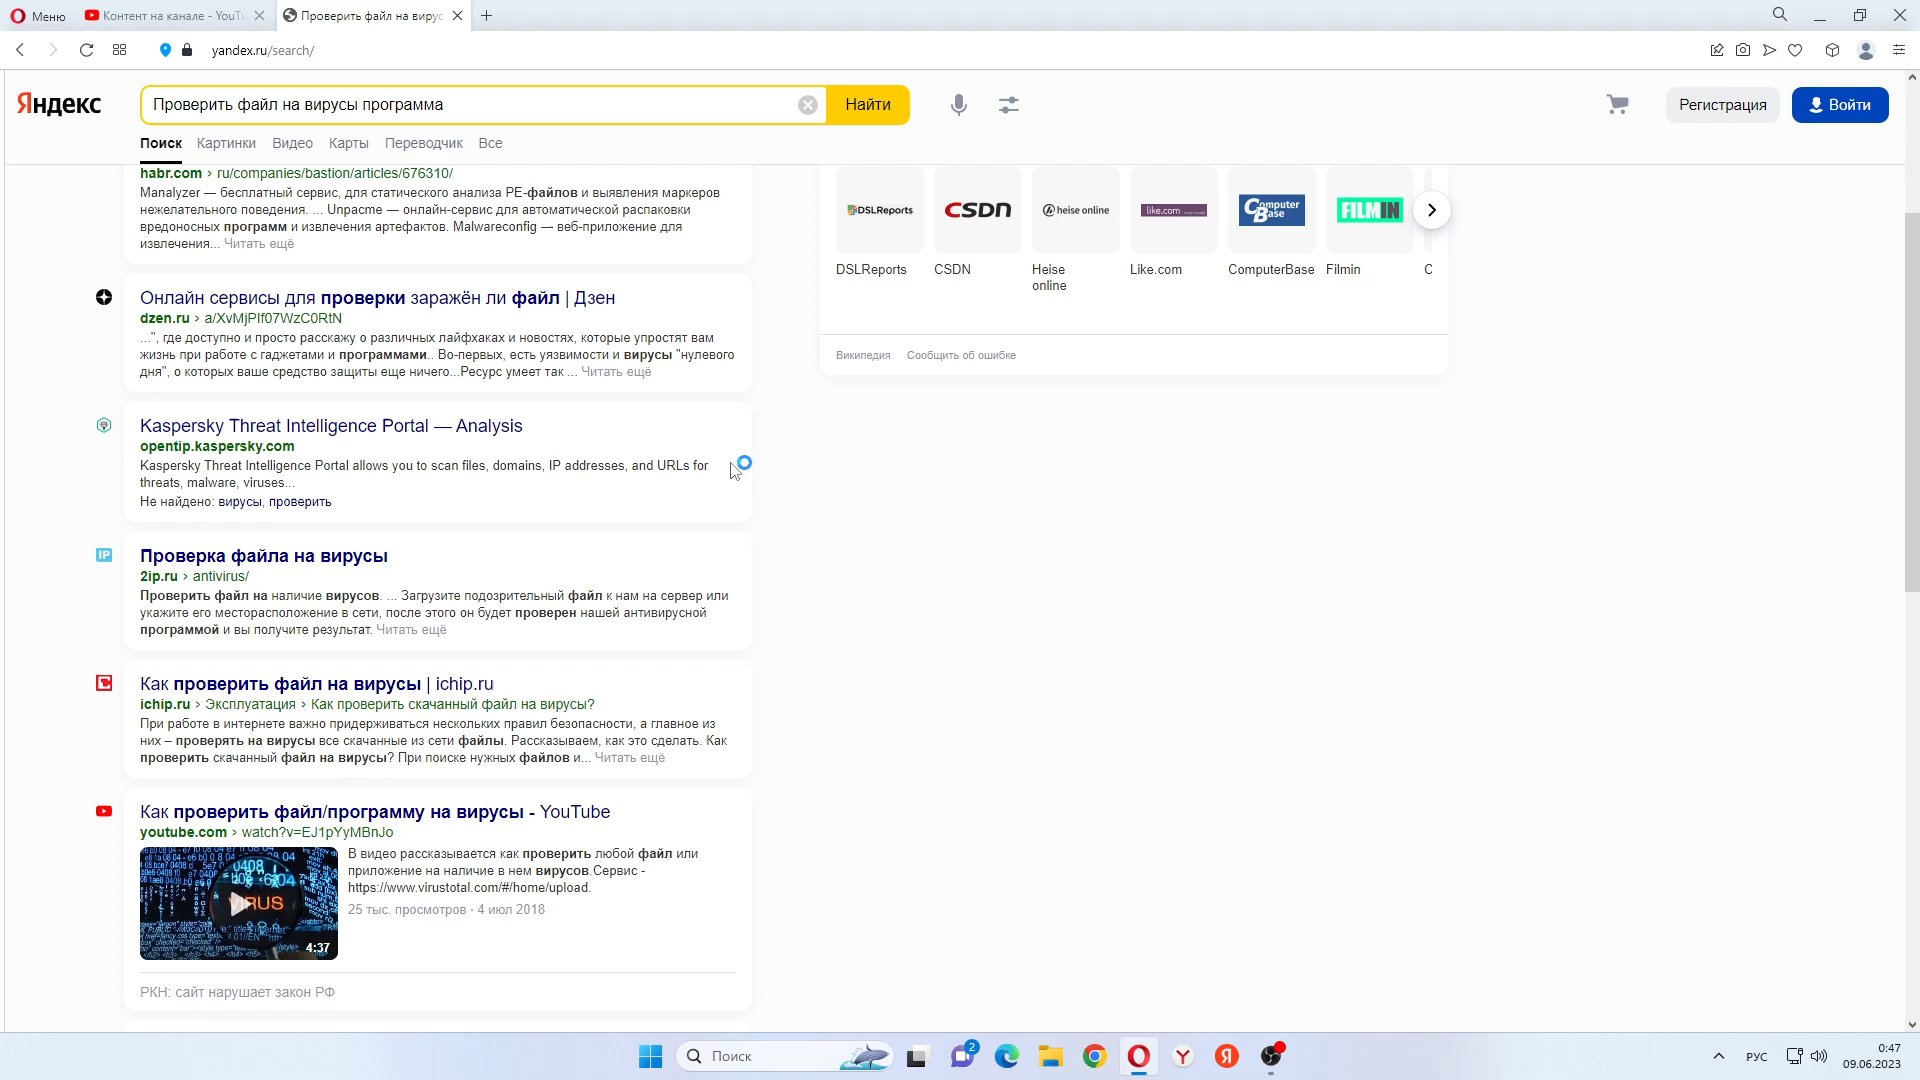 Меню
Контент на канале - YouTu
Проверить файл на вирус
yandex.ru/search/
Яндекс
Проверить файл на вирусы программа
Найти
Регистрация
Войти
Поиск
Картинки
Видео
Карты
Переводчик
Все
habr.com › ru/companies/bastion/articles/676310/
Manalyzer — бесплатный сервис, для статического анализа PE-файлов и выявления маркеров
нежелательного поведения. ... Unpacme — онлайн-сервис для автоматической распаковки
вредоносных программ и извлечения артефактов. Malwareconfig — веб-приложение для
извлечения... Читать ещё
Онлайн сервисы для проверки заражён ли файл | Дзен
dzen.ru › a/XvMjPIf07WzC0RtN
...", где доступно и просто расскажу о различных лайфхаках и новостях, которые упростят вам
жизнь при работе с гаджетами и программами.. Во-первых, есть уязвимости и вирусы "нулевого
дня", о которых ваше средство защиты еще ничего...Ресурс умеет так ... Читать ещё
Kaspersky Threat Intelligence Portal — Analysis
opentip.kaspersky.com
Kaspersky Threat Intelligence Portal allows you to scan files, domains, IP addresses, and URLs for
threats, malware, viruses...
Не найдено: вирусы, проверить
IP
Проверка файла на вирусы
2ip.ru › antivirus/
Проверить файл на наличие вирусов. ... Загрузите подозрительный файл к нам на сервер или
укажите его месторасположение в сети, после этого он будет проверен нашей антивирусной
программой и вы получите результат. Читать ещё
Как проверить файл на вирусы | ichip.ru
ichip.ru › Эксплуатация › Как проверить скачанный файл на вирусы?
При работе в интернете важно придерживаться нескольких правил безопасности, а главное из
них – проверять на вирусы все скачанные из сети файлы. Рассказываем, как это сделать. Как
проверить скачанный файл на вирусы? При поиске нужных файлов и... Читать ещё
Как проверить файл/программу на вирусы - YouTube
youtube.com › watch?v=EJ1pYyMBnJo
VIRUS
4:37
В видео рассказывается как проверить любой файл или
приложение на наличие в нем вирусов.Сервис -
https://www.virustotal.com/#/home/upload.
25 тыс. просмотров · 4 июл 2018
РКН: сайт нарушает закон РФ
DSLReports
CSDN
heise online
like.com
Computer Base
FILMIN
DSLReports
CSDN
Heise
online
Like.com
ComputerBase
Filmin
C
Википедия
Сообщить об ошибке
Поиск
2
РУС
0:47
09.06.2023